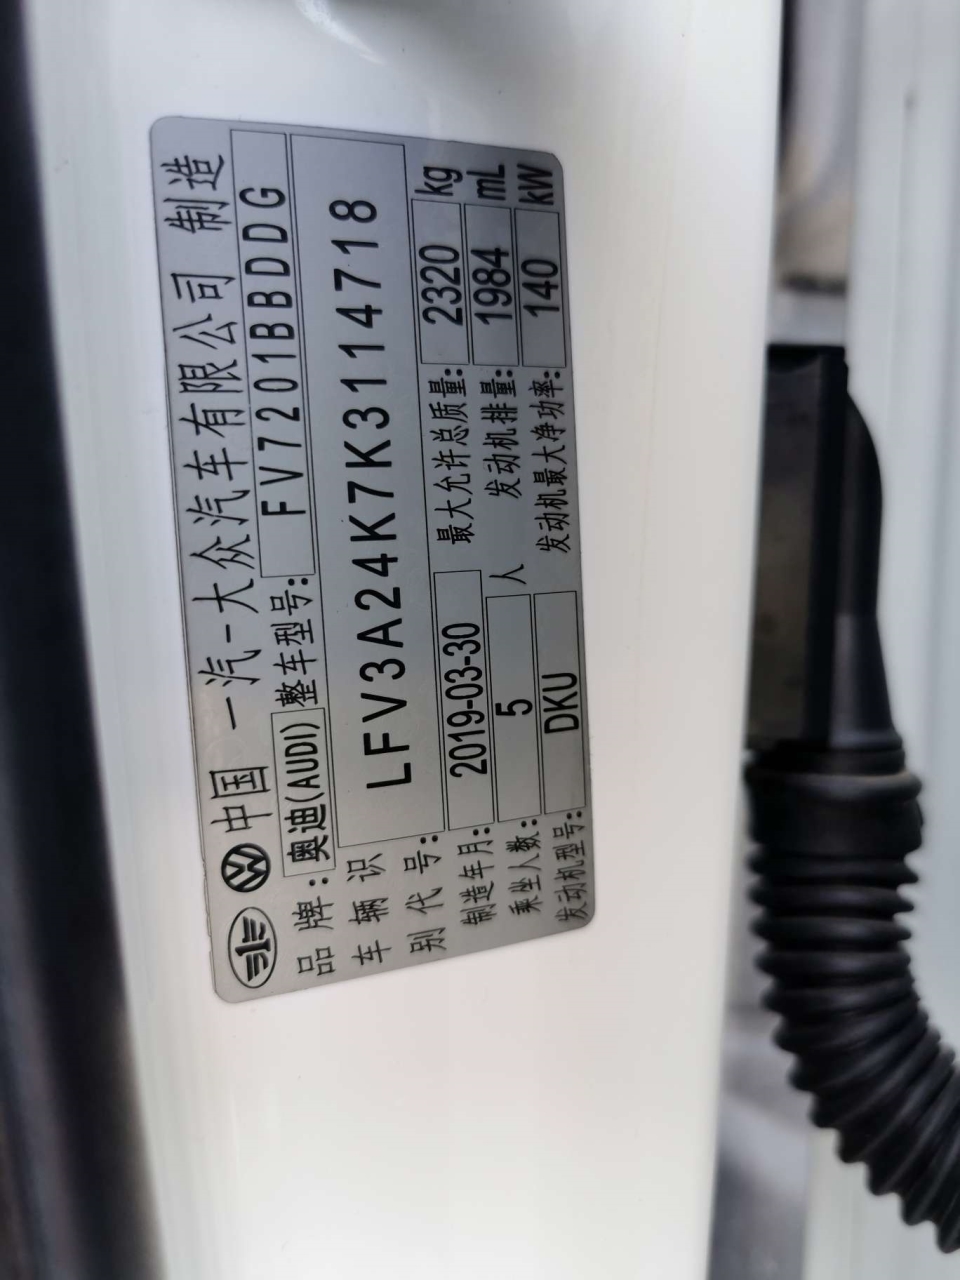 中国 一汽-大众汽车有限公司 制造
品牌: 奥迪(AUDI) 整车型号: FV7201BBDDG
车辆识别代号: LFV3A24K7K3114718
制造年月: 2019-03-30 最大允许总质量: 2320 kg
乘坐人数: 5 人 发动机排量: 1984 mL
发动机型号: DKU 发动机最大净功率: 140 kW